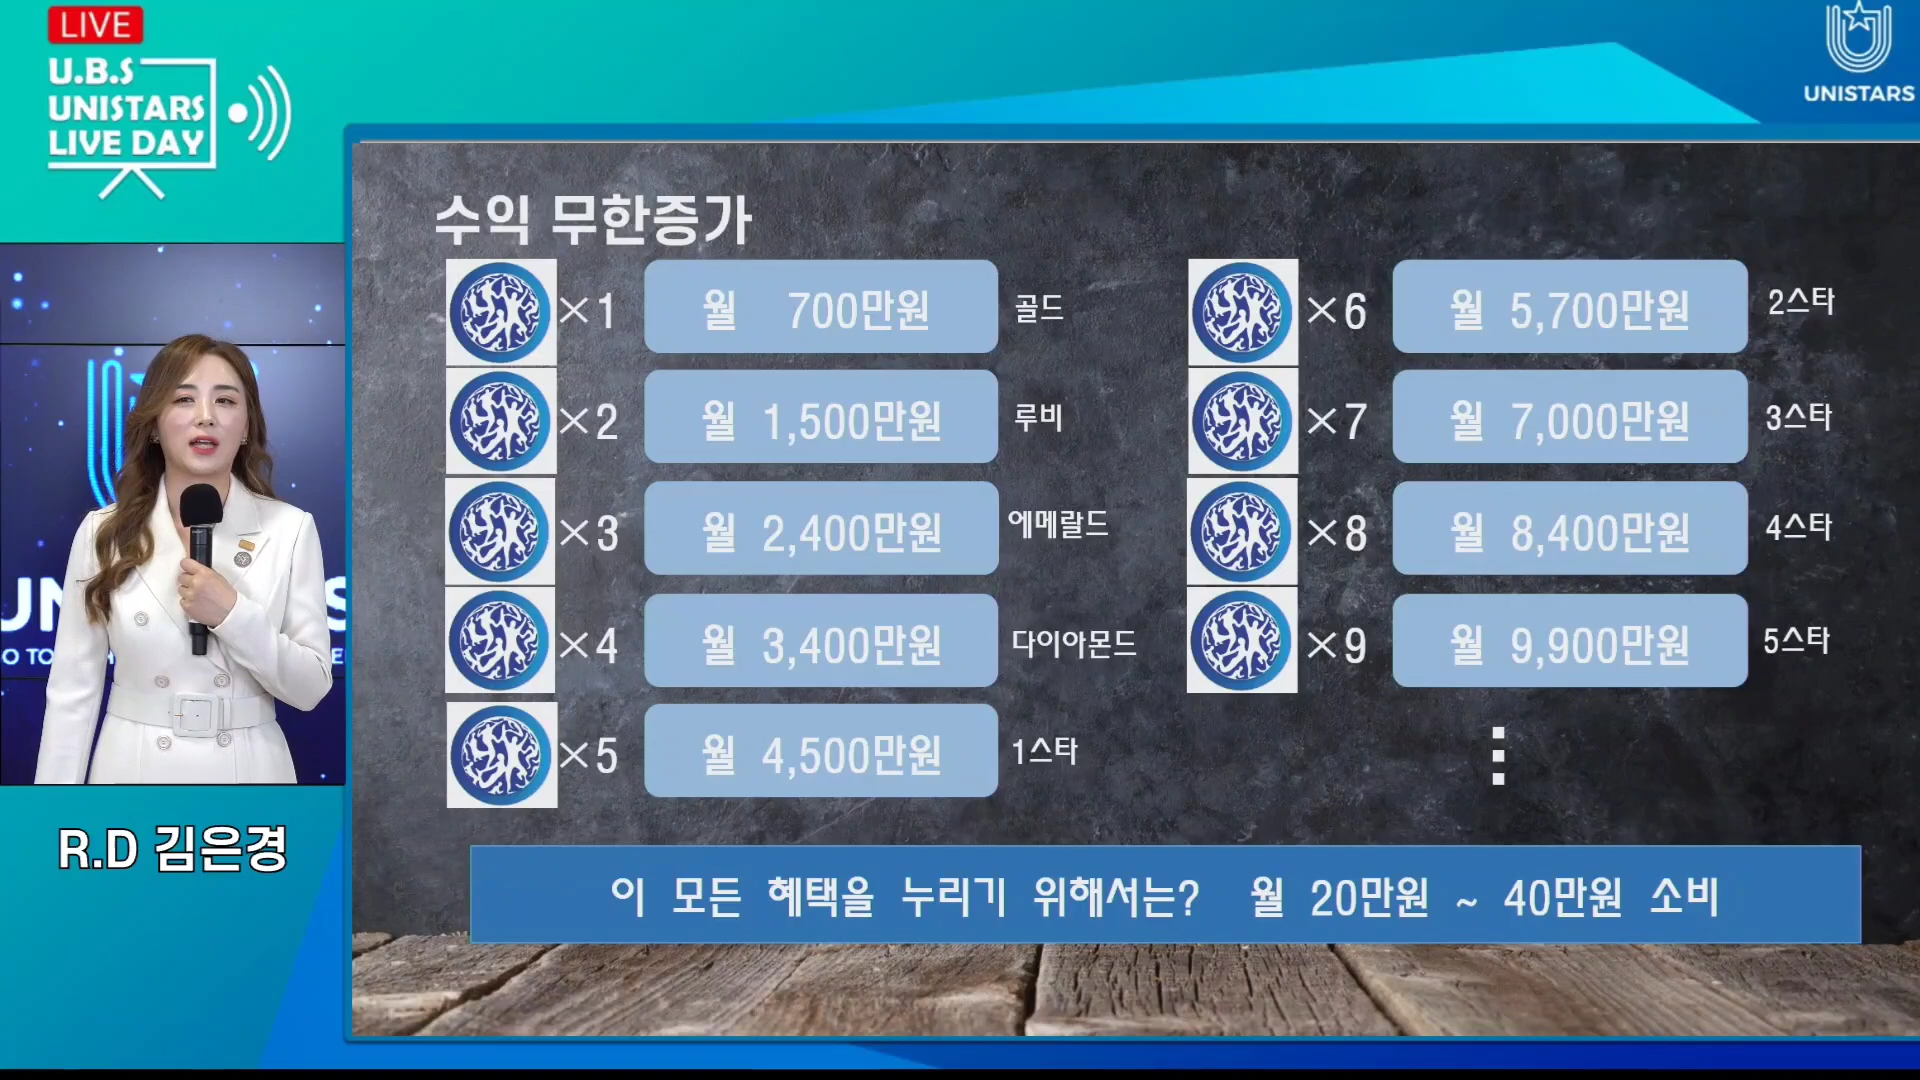 LIVE
U.B.S
UNISTARS
LIVE DAY
UNISTARS
수익 무한증가
×1 월 700만원 골드
×2 월 1,500만원 루비
×3 월 2,400만원 에메랄드
×4 월 3,400만원 다이아몬드
×5 월 4,500만원 1스타
×6 월 5,700만원 2스타
×7 월 7,000만원 3스타
×8 월 8,400만원 4스타
×9 월 9,900만원 5스타
이 모든 혜택을 누리기 위해서는? 월 20만원 ~ 40만원 소비
R.D 김은경